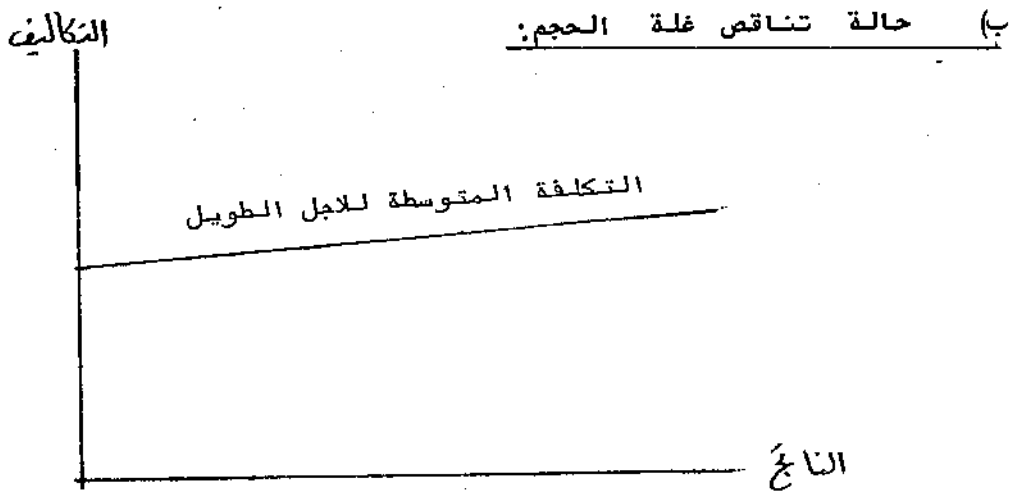 ب) حالة تناقص غلة الحجم:
التكاليف
التكلفة المتوسطة للاجل الطويل
الناتج